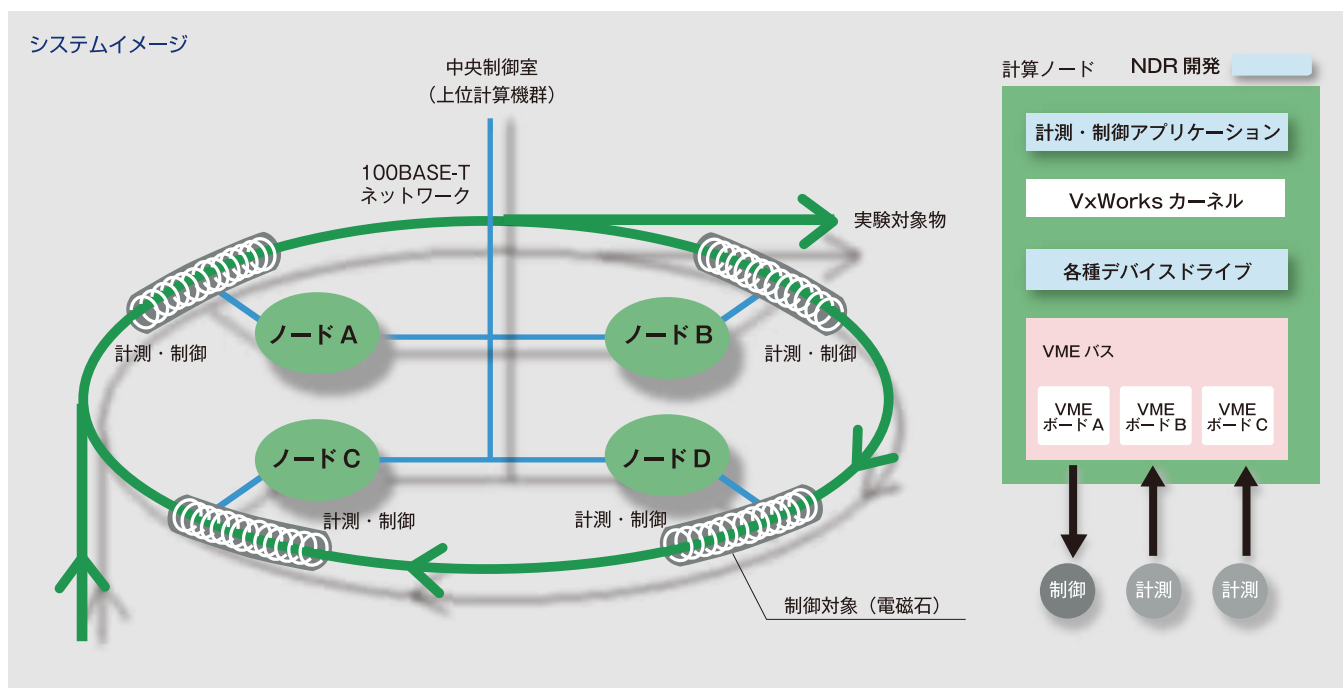 システムイメージ
中央制御室
（上位計算機群）
100BASE-T
ネットワーク
実験対象物
ノード A
ノード B
計測・制御
計測・制御
ノード C
ノード D
計測・制御
計測・制御
制御対象（電磁石）
計算ノード
NDR 開発
計測・制御アプリケーション
VxWorks カーネル
各種デバイスドライブ
VME バス
VME
ボード A
VME
ボード B
VME
ボード C
制御
計測
計測